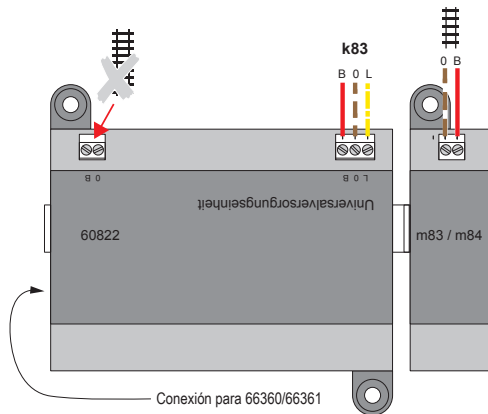 k83
0 B
B 0 L
0 B
L 0 B
Universalversorgungseinheit
60822
m83 / m84
Conexión para 66360/66361